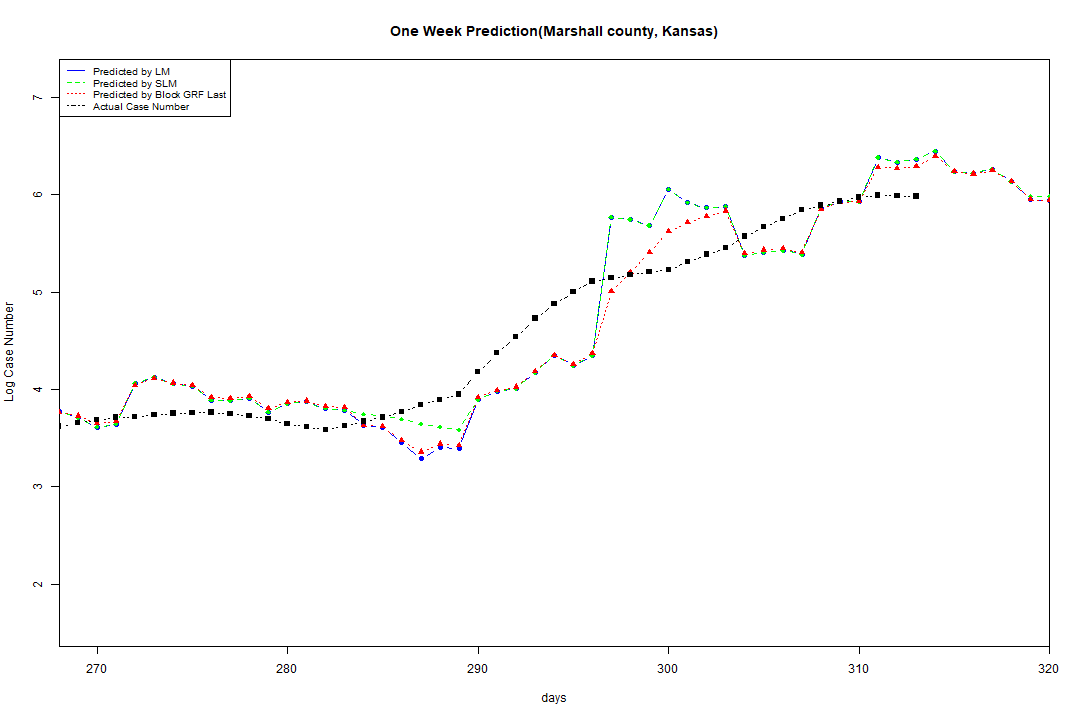 One Week Prediction(Marshall county, Kansas)
Predicted by LM
Predicted by SLM
Predicted by Block GRF Last
Actual Case Number
7
6
5
4
3
2
Log Case Number
270 280 290 300 310 320
days